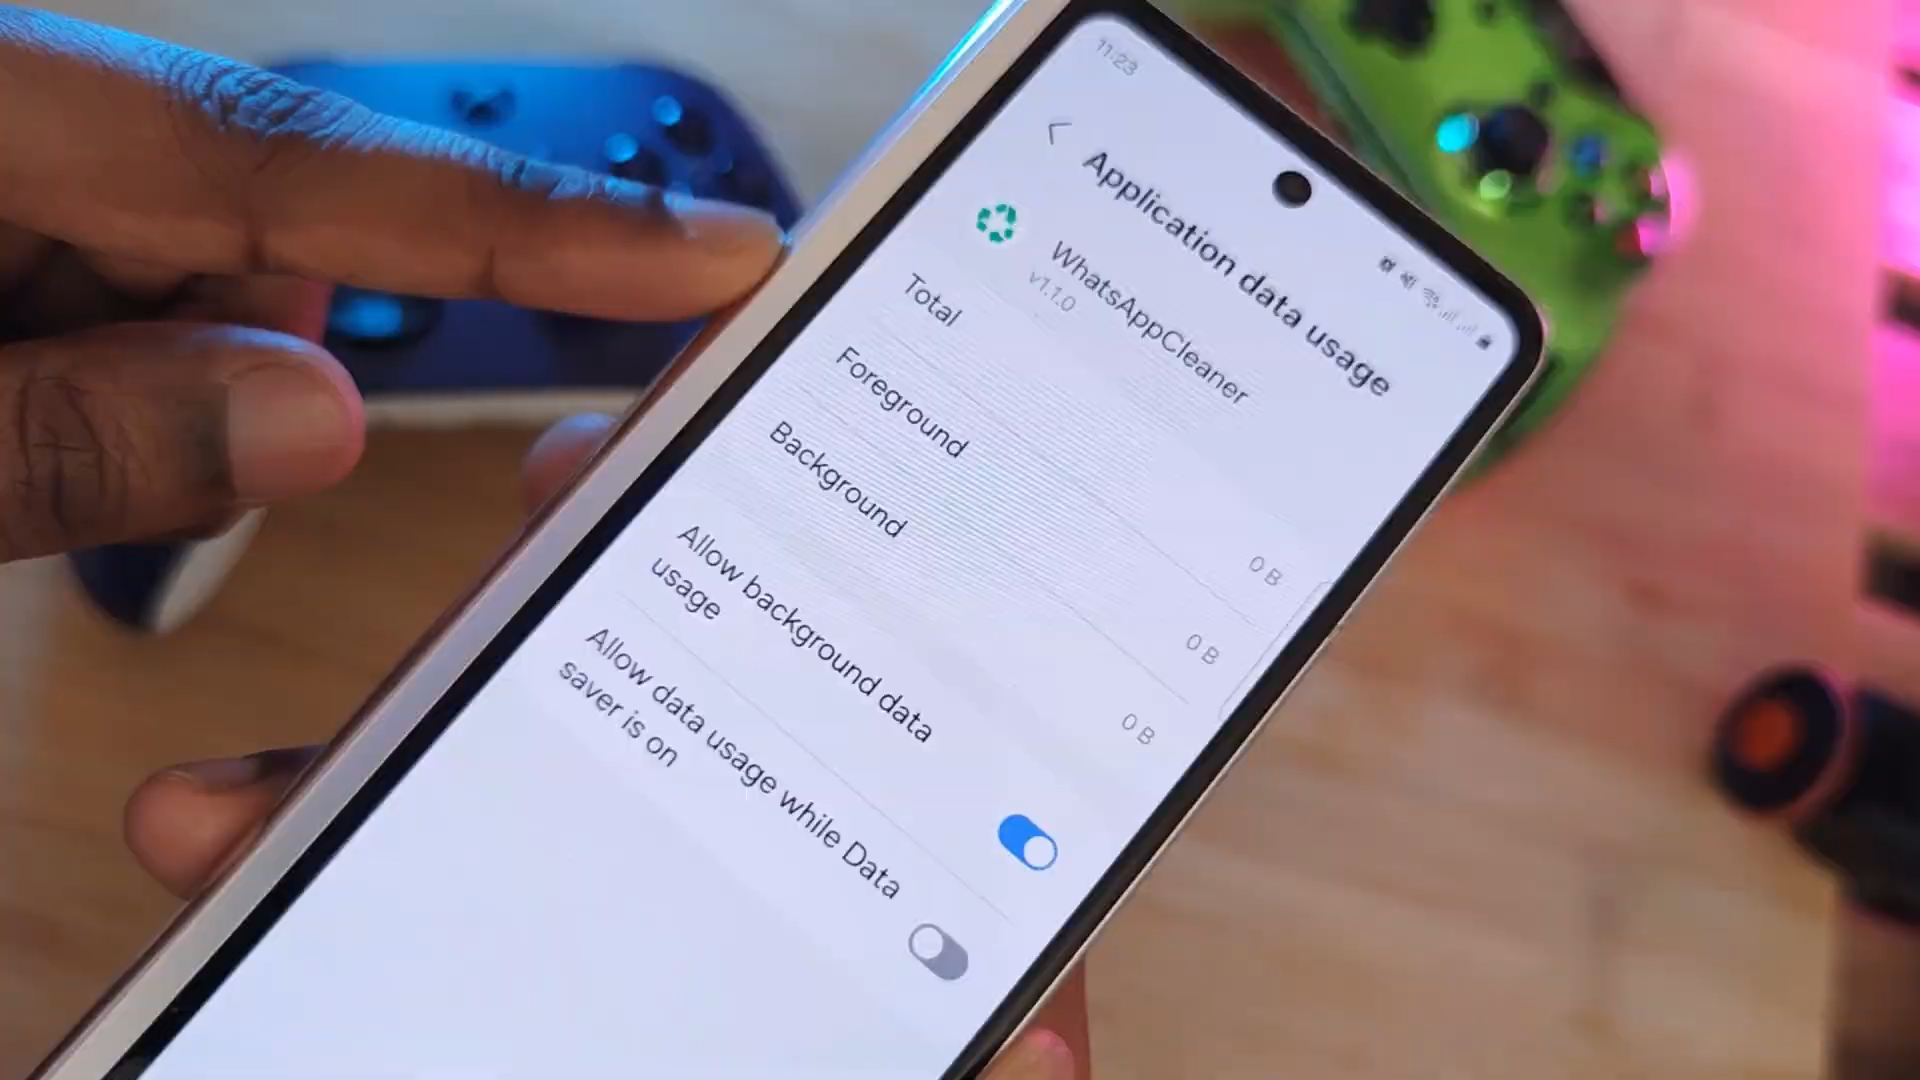 11:23
Application data usage
WhatsAppCleaner
v1.1.0
Total
0 B
Foreground
0 B
Background
0 B
Allow background data
usage
Allow data usage while Data
saver is on